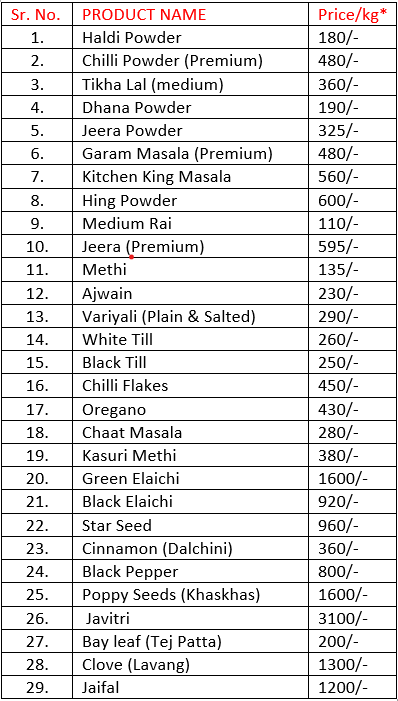 Sr. No. PRODUCT NAME Price/kg*
1. Haldi Powder 180/-
2. Chilli Powder (Premium) 480/-
3. Tikha Lal (medium) 360/-
4. Dhana Powder 190/-
5. Jeera Powder 325/-
6. Garam Masala (Premium) 480/-
7. Kitchen King Masala 560/-
8. Hing Powder 600/-
9. Medium Rai 110/-
10. Jeera (Premium) 595/-
11. Methi 135/-
12. Ajwain 230/-
13. Variyali (Plain & Salted) 290/-
14. White Till 260/-
15. Black Till 250/-
16. Chilli Flakes 450/-
17. Oregano 430/-
18. Chaat Masala 280/-
19. Kasuri Methi 380/-
20. Green Elaichi 1600/-
21. Black Elaichi 920/-
22. Star Seed 960/-
23. Cinnamon (Dalchini) 360/-
24. Black Pepper 800/-
25. Poppy Seeds (Khaskhas) 1600/-
26. Javitri 3100/-
27. Bay leaf (Tej Patta) 200/-
28. Clove (Lavang) 1300/-
29. Jaifal 1200/-